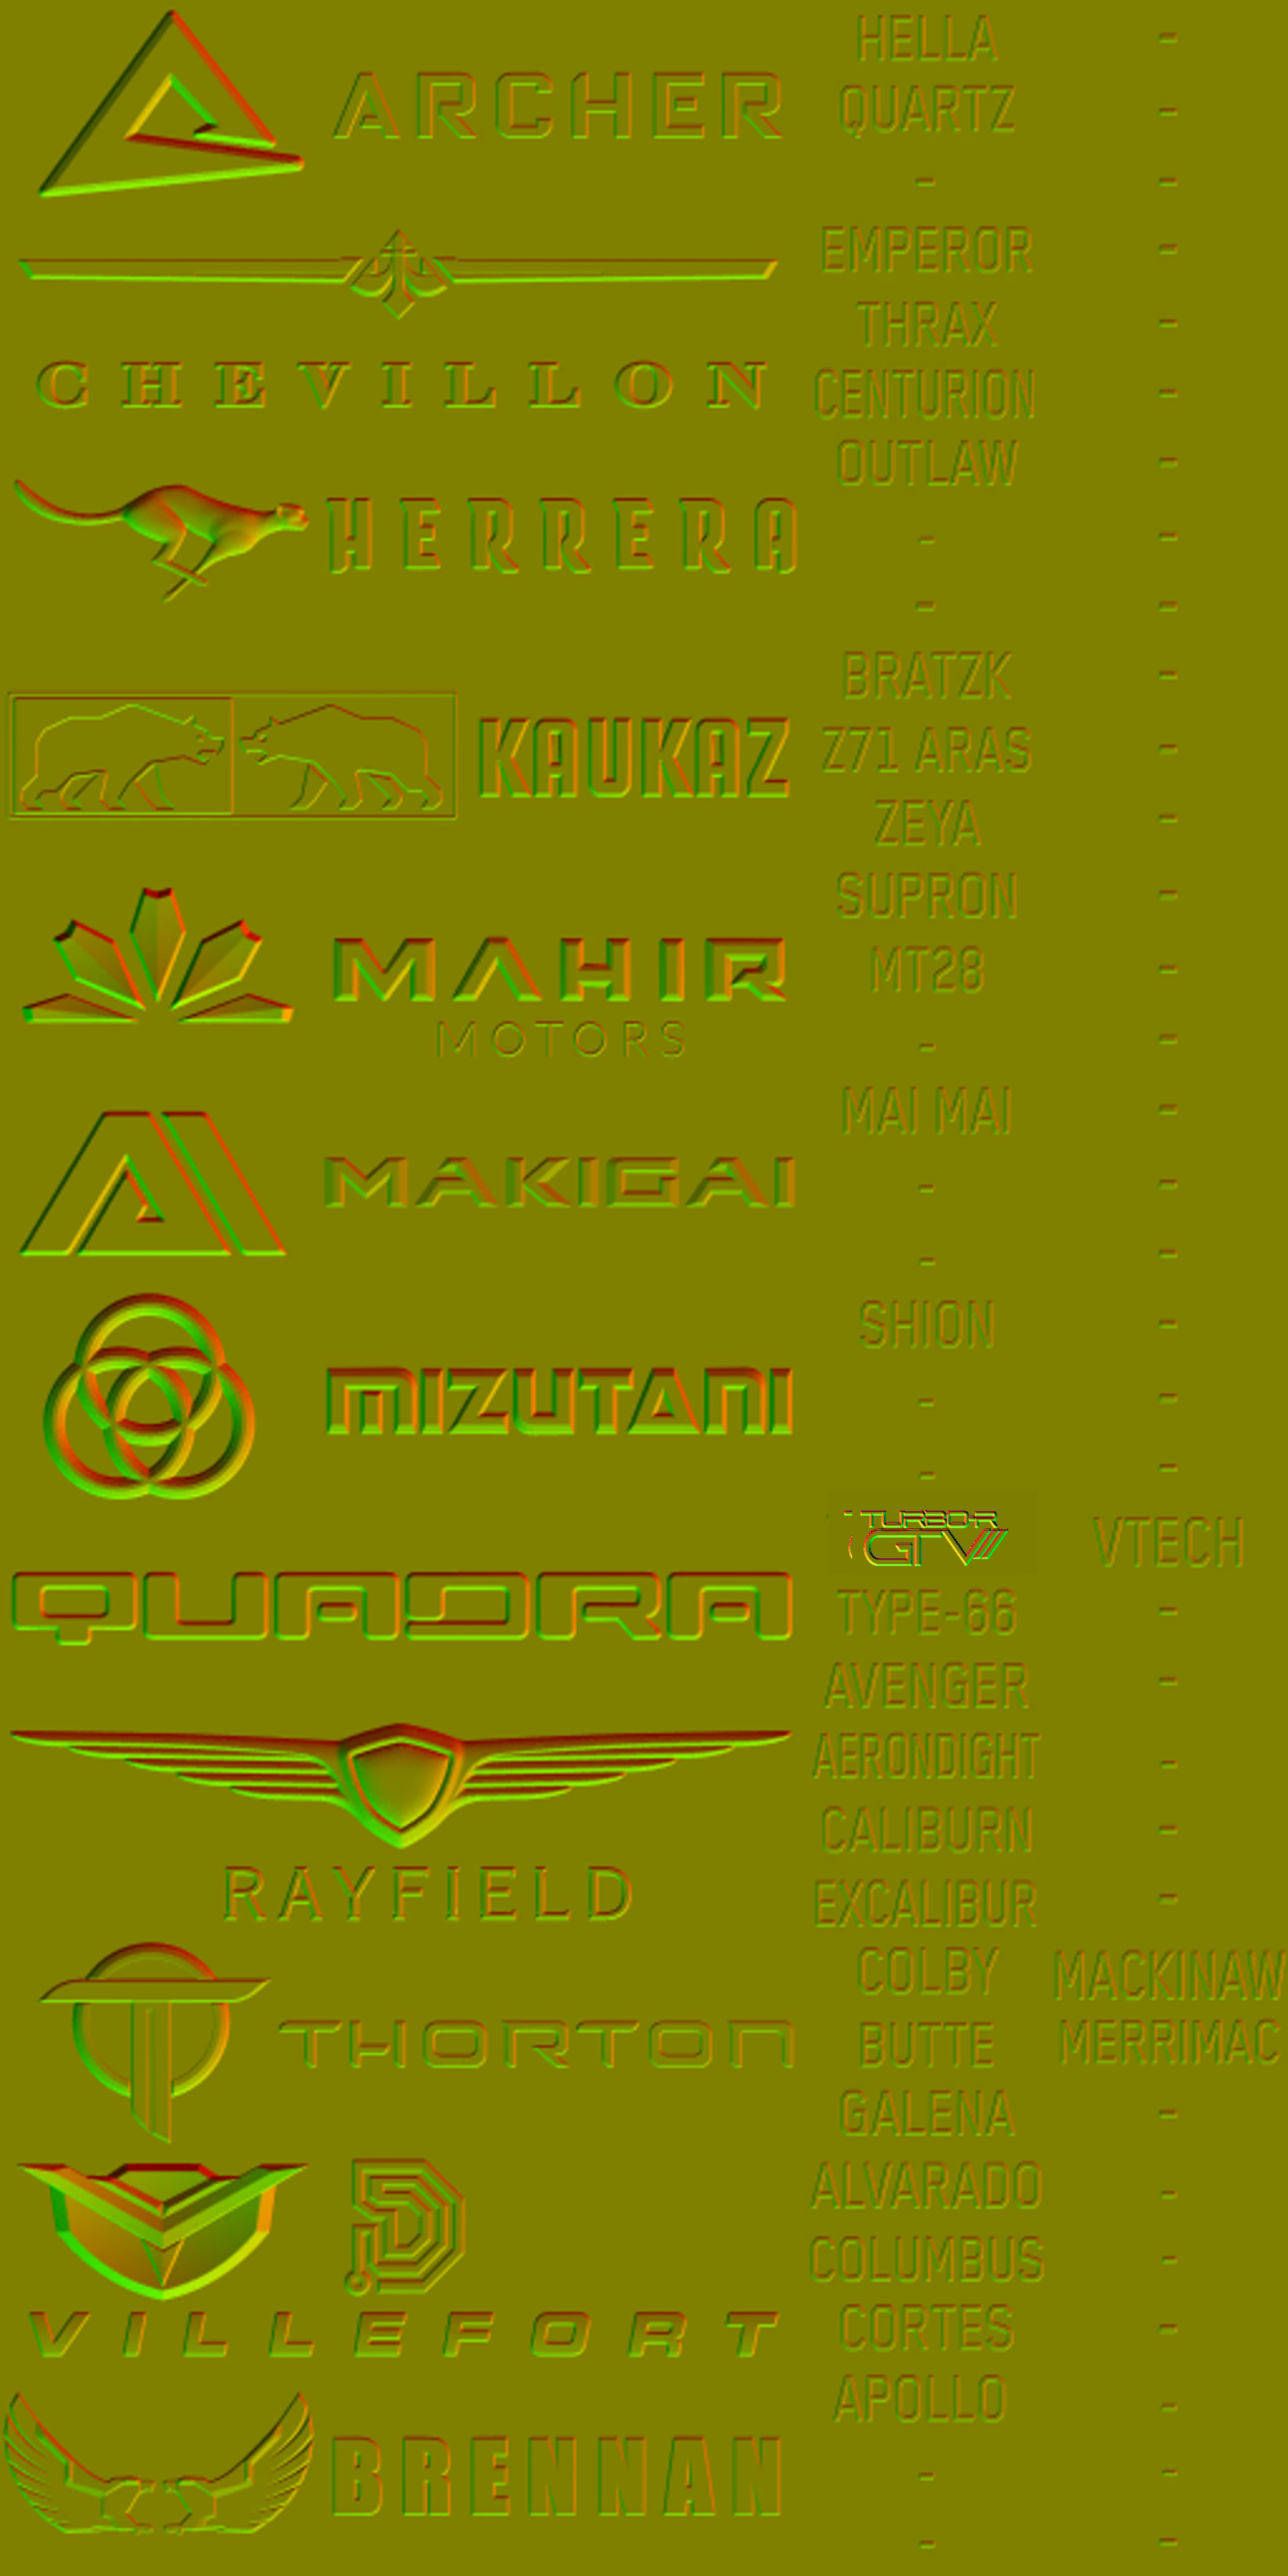 HELLA -
ARCHER QUARTZ -
- -
EMPEROR -
THRAX -
CHEVILLON CENTURION -
OUTLAW -
HERRERA - -
- -
BRATZK -
KAUKAZ Z71 ARAS -
ZEYA -
SUPRON -
MAHIR MT28 -
MOTORS - -
MAI MAI -
MAKIGAI - -
- -
SHION -
MIZUTANI - -
- -
TURBO-R
GTV VTECH
QUADRA TYPE-66 -
AVENGER -
AERONDIGHT -
CALIBURN -
RAYFIELD EXCALIBUR -
COLBY MACKINAW
THORTON BUTTE MERRIMAC
GALENA -
ALVARADO -
COLUMBUS -
VILLEFORT CORTES -
APOLLO -
BRENNAN - -
- -